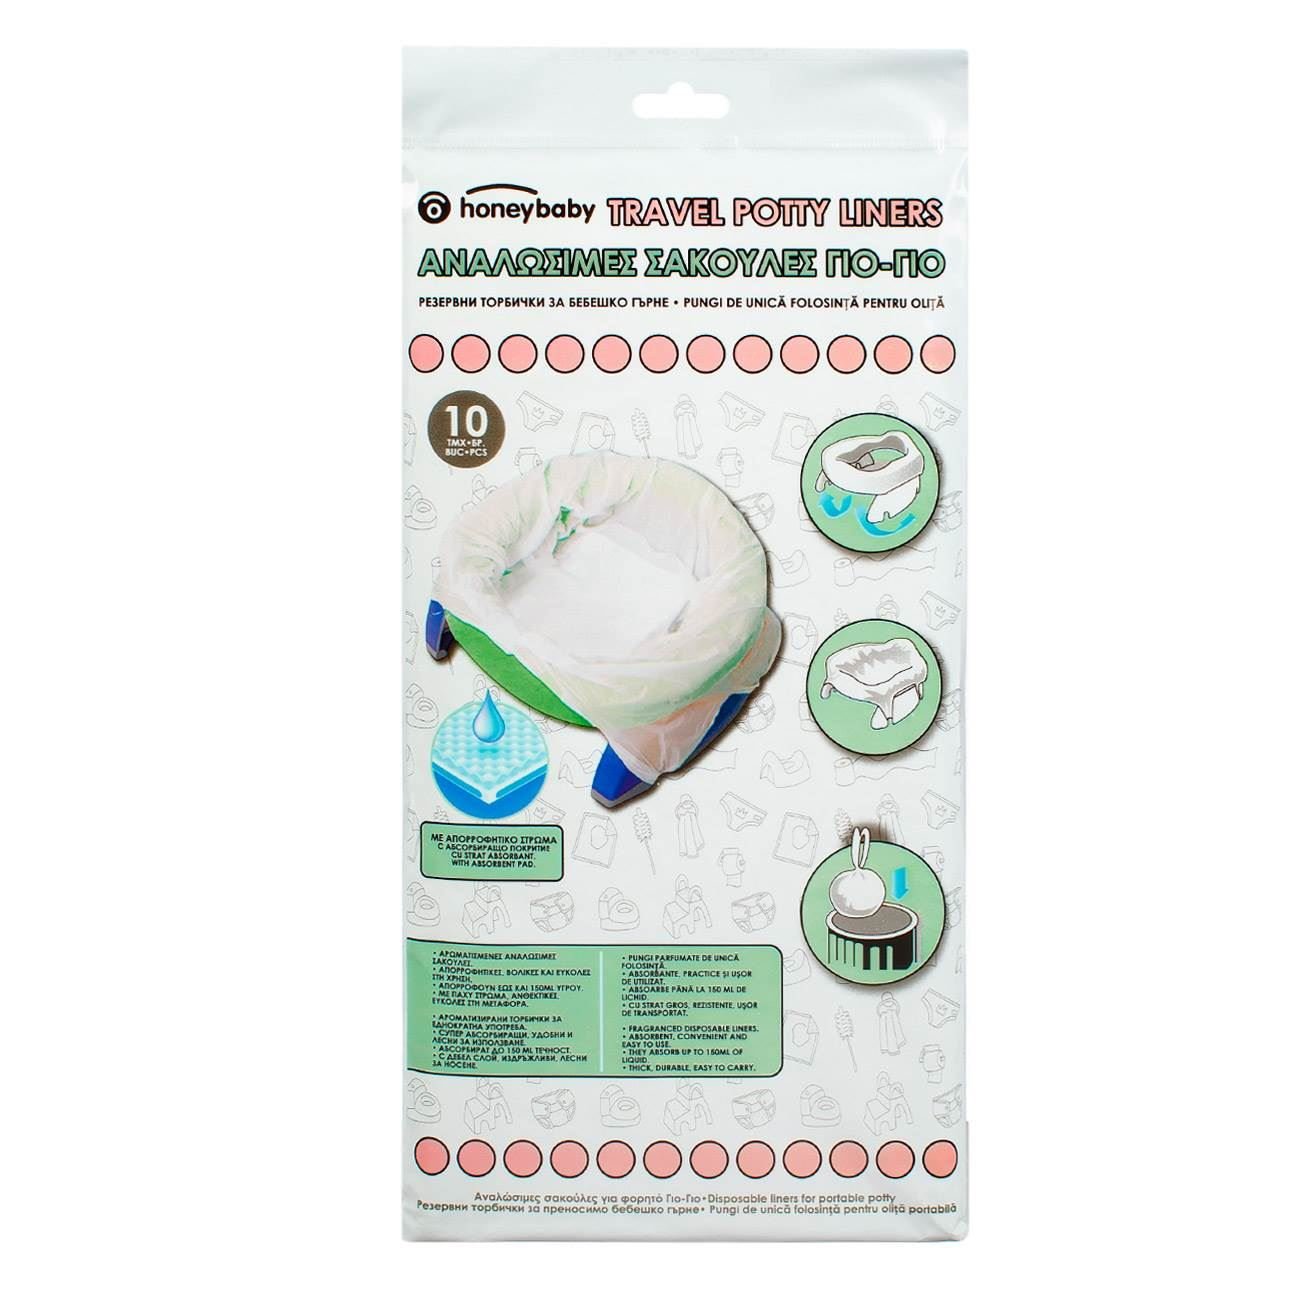 honeybaby TRAVEL POTTY LINERS
ΑΝΑΛΩΣΙΜΕΣ ΣΑΚΟΥΛΕΣ ΓΙΟ-ΓΙΟ
РЕЗЕРВНИ ТОРБИЧКИ ЗА БЕБЕШКО ГЪРНЕ • PUNGI DE UNICĂ FOLOSINȚĂ PENTRU OLIȚĂ
10
ΤΜΧ•БР.
BUC•PCS
ΜΕ ΑΠΟΡΡΟΦΗΤΙΚΟ ΣΤΡΩΜΑ
С АБСОРБИРАЩО ПОКРИТИЕ
CU STRAT ABSORBANT.
WITH ABSORBENT PAD.
• ΑΡΩΜΑΤΙΣΜΕΝΕΣ ΑΝΑΛΩΣΙΜΕΣ
ΣΑΚΟΥΛΕΣ.
• ΑΠΟΡΡΟΦΗΤΙΚΕΣ, ΒΟΛΙΚΕΣ ΚΑΙ ΕΥΚΟΛΕΣ
ΣΤΗ ΧΡΗΣΗ.
• ΑΠΟΡΡΟΦΟΥΝ ΕΩΣ ΚΑΙ 150ML ΥΓΡΟΥ.
• ΜΕ ΠΑΧΥ ΣΤΡΩΜΑ, ΑΝΘΕΚΤΙΚΕΣ,
ΕΥΚΟΛΕΣ ΣΤΗ ΜΕΤΑΦΟΡΑ.
• АРОМАТИЗИРАНИ ТОРБИЧКИ ЗА
ЕДНОКРАТНА УПОТРЕБА.
• СУПЕР АБСОРБИРАЩИ, УДОБНИ И
ЛЕСНИ ЗА ИЗПОЛЗВАНЕ.
• АБСОРБИРАТ ДО 150 МЛ ТЕЧНОСТ.
• С ДЕБЕЛ СЛОЙ, ИЗДРЪЖЛИВИ, ЛЕСНИ
ЗА НОСЕНЕ.
• PUNGI PARFUMATE DE UNICĂ
FOLOSINȚĂ.
• ABSORBANTE, PRACTICE ȘI UȘOR
DE UTILIZAT.
• ABSOARBE PÂNĂ LA 150 ML DE
LICHID.
• CU STRAT GROS, REZISTENTE, UȘOR
DE TRANSPORTAT.
• FRAGRANCED DISPOSABLE LINERS.
• ABSORBENT, CONVENIENT AND
EASY TO USE.
• THEY ABSORB UP TO 150ML OF
LIQUID.
• THICK, DURABLE, EASY TO CARRY.
Αναλώσιμες σακούλες για φορητό Γιο-Γιο • Disposable liners for portable potty
Резервни торбички за преносимо бебешко гърне • Pungi de unică folosință pentru oliță portabilă